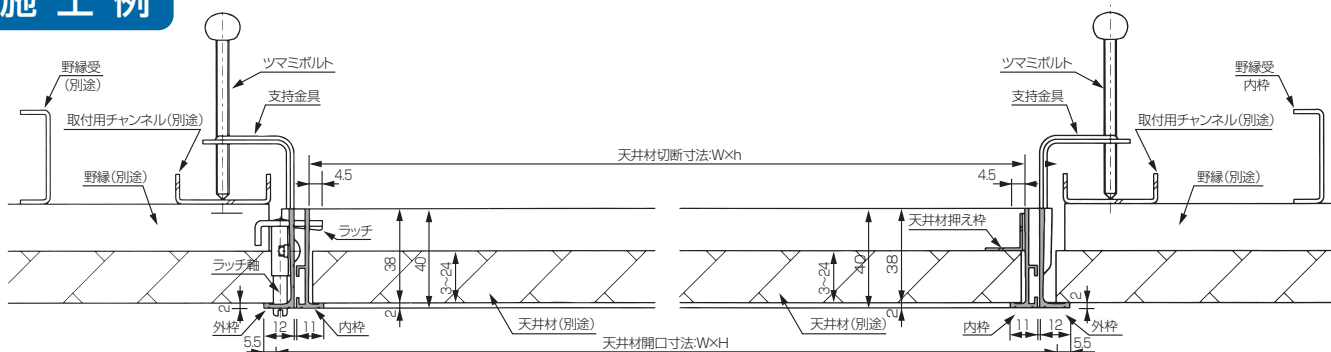 施工例
ツマミボルト
ツマミボルト
野縁受
(別途)
野縁受
内枠
支持金具
支持金具
取付用チャンネル(別途)
取付用チャンネル(別途)
天井材切断寸法:W×h
4.5
4.5
野縁(別途)
野縁(別途)
ラッチ
天井材押え枠
38
40
3~24
3~24
40
38
ラッチ軸
2
2
2
2
外枠
12
11
内枠
天井材(別途)
天井材(別途)
内枠
11
12
外枠
5.5
天井材開口寸法:W×H
5.5